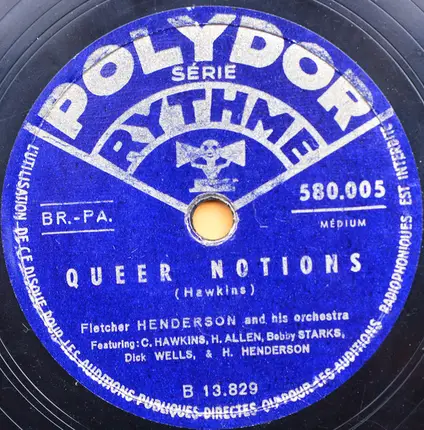 POLYDOR
SÉRIE
RYTHME
BR.-PA.
580.005
MÉDIUM
QUEER NOTIONS
(Hawkins)
Fletcher HENDERSON and his orchestra
Featuring: C. HAWKINS, H. ALLEN, Bobby STARKS,
Dick WELLS, & H. HENDERSON
B 13.829
L'UTILISATION DE CE DISQUE POUR LES AUDITIONS PUBLIQUES DIRECTES OU POUR LES AUDITIONS RADIOPHONIQUES EST INTERDITE